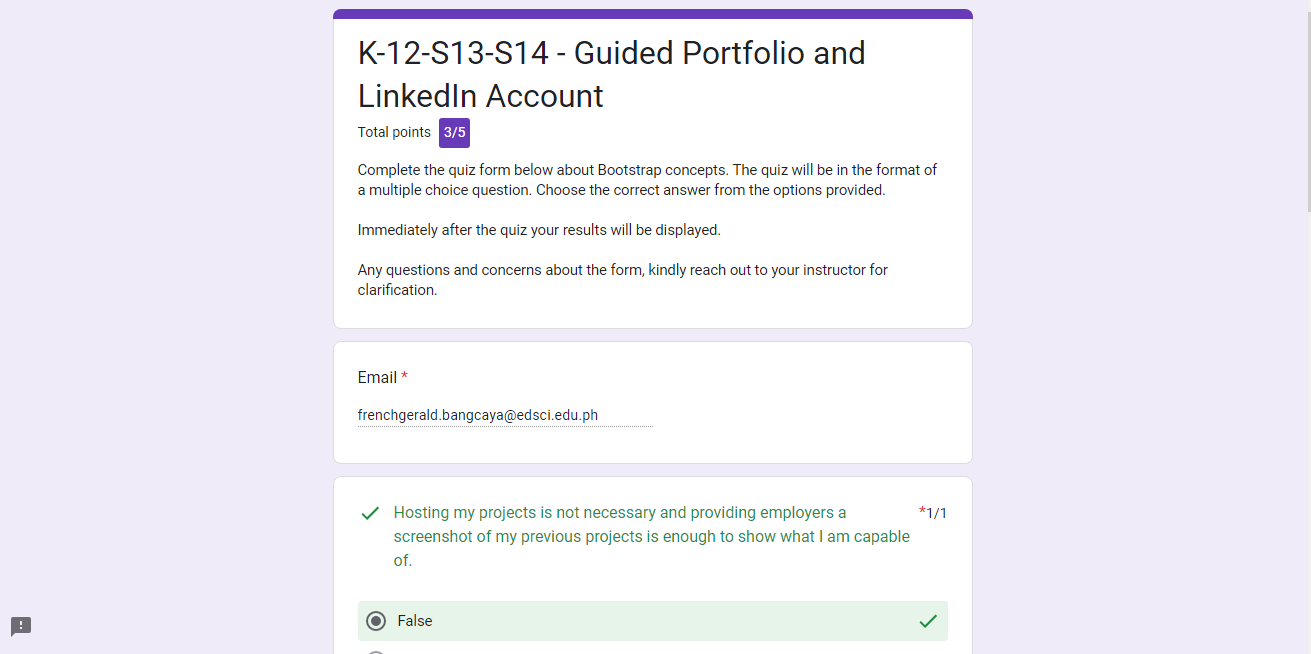 K-12-S13-S14 - Guided Portfolio and
LinkedIn Account
Total points 3/5
Complete the quiz form below about Bootstrap concepts. The quiz will be in the format of
a multiple choice question. Choose the correct answer from the options provided.
Immediately after the quiz your results will be displayed.
Any questions and concerns about the form, kindly reach out to your instructor for
clarification.
Email *
frenchgerald.bangcaya@edsci.edu.ph
Hosting my projects is not necessary and providing employers a *1/1
screenshot of my previous projects is enough to show what I am capable
of.
False